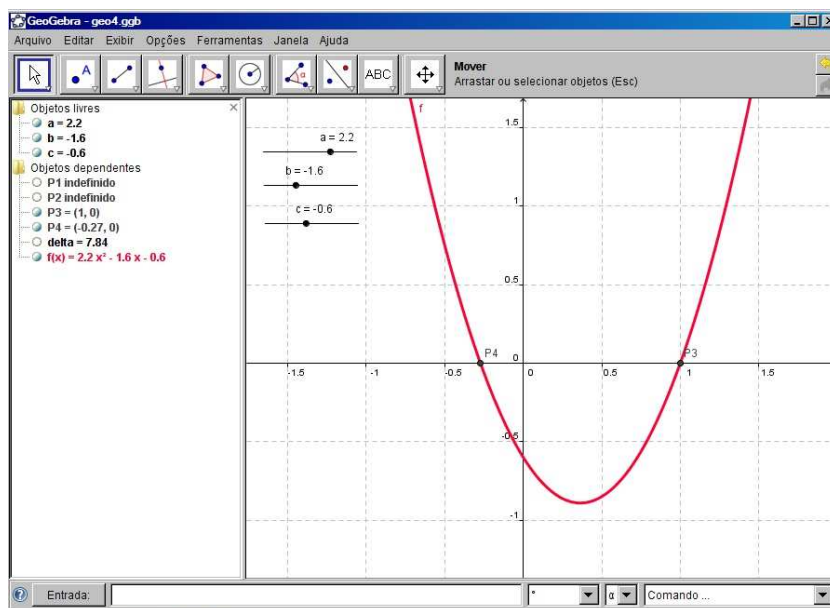 GeoGebra - geo4.ggb
Arquivo Editar Exibir Opções Ferramentas Janela Ajuda
A
α
ABC
Mover
Arrastar ou selecionar objetos (Esc)
Objetos livres
a = 2.2
b = -1.6
c = -0.6
Objetos dependentes
P1 indefinido
P2 indefinido
P3 = (1, 0)
P4 = (-0.27, 0)
delta = 7.84
f(x) = 2.2 x² - 1.6 x - 0.6
f
a = 2.2
b = -1.6
c = -0.6
1.5
1
0.5
0
-0.5
-1
P4
P3
-1.5 -1 -0.5 0 0.5 1 1.5
Entrada:
° α Comando ...